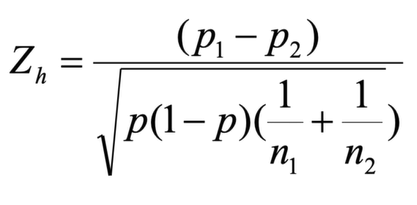 Z_h = (p_1 − p_2) / √(p(1 − p)(1/n_1 + 1/n_2))